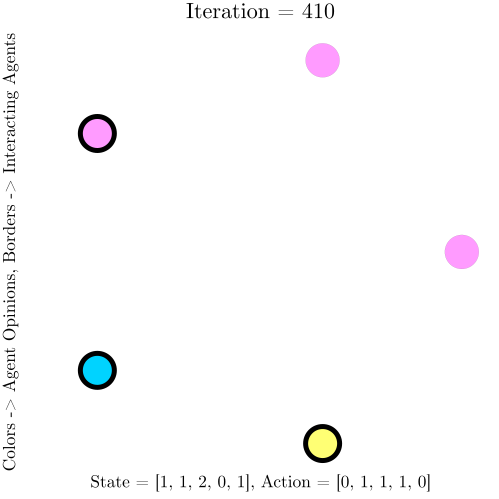 Iteration = 410
Colors -> Agent Opinions, Borders -> Interacting Agents
State = [1, 1, 2, 0, 1], Action = [0, 1, 1, 1, 0]